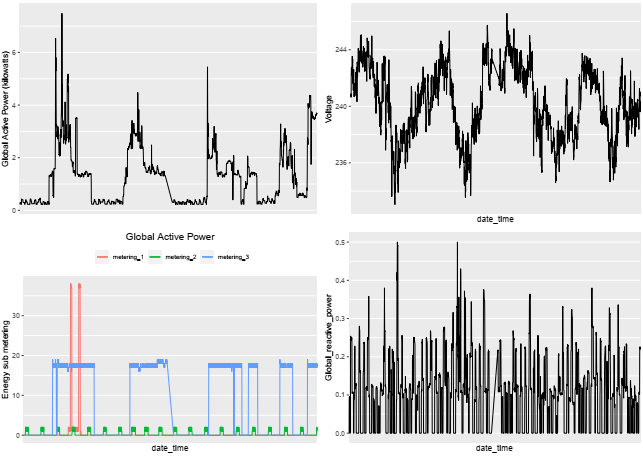 Global Active Power (kilowatts)
6
4
2
0
Voltage
244
240
236
date_time
Global Active Power
metering_1 metering_2 metering_3
Energy sub metering
30
20
10
0
date_time
Global_reactive_power
0.5
0.4
0.3
0.2
0.1
0.0
date_time